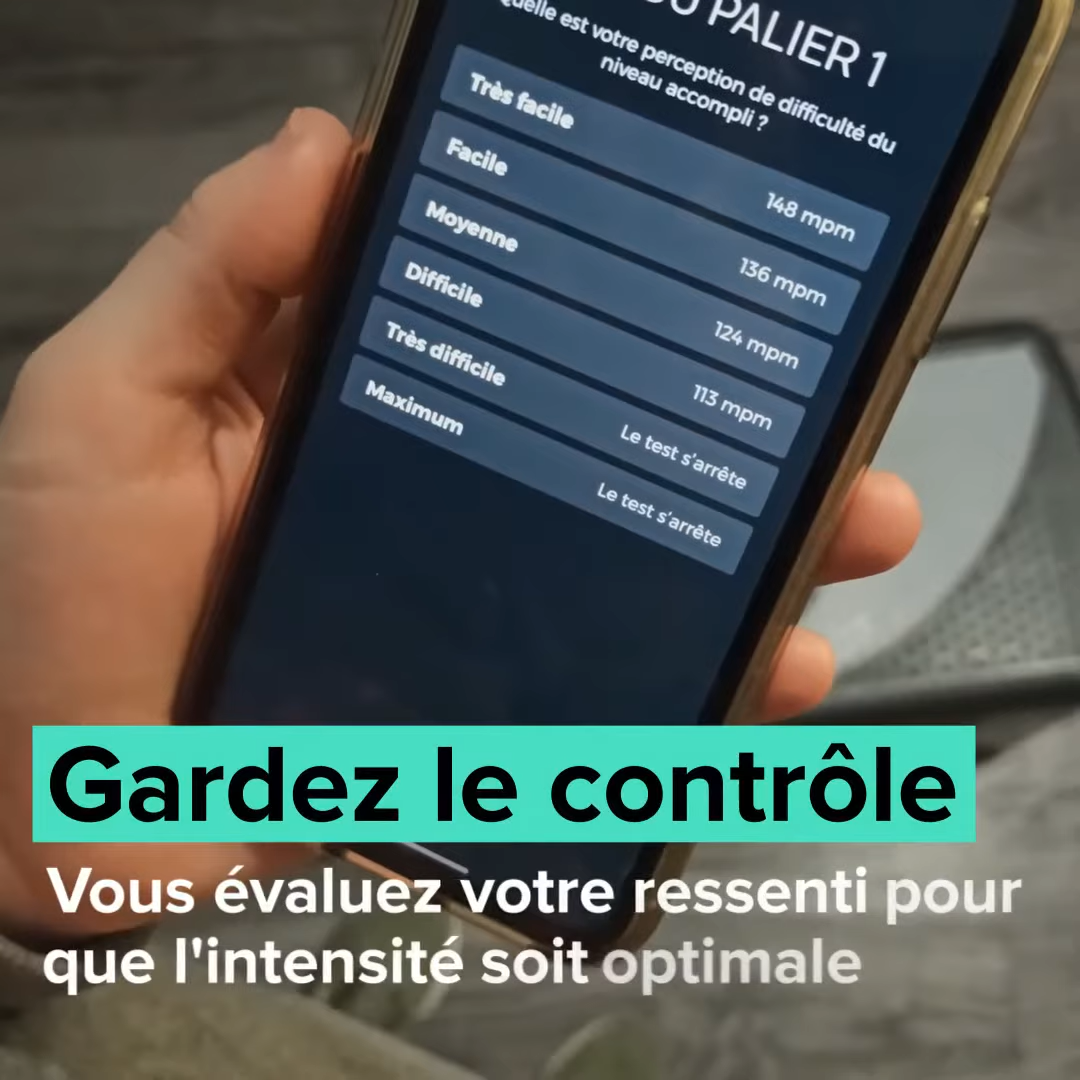 DU PALIER 1
Quelle est votre perception de difficulté du
niveau accompli ?
Très facile
148 mpm
Facile
136 mpm
Moyenne
124 mpm
Difficile
113 mpm
Très difficile
Le test s'arrête
Maximum
Le test s'arrête
Gardez le contrôle
Vous évaluez votre ressenti pour
que l'intensité soit optimale